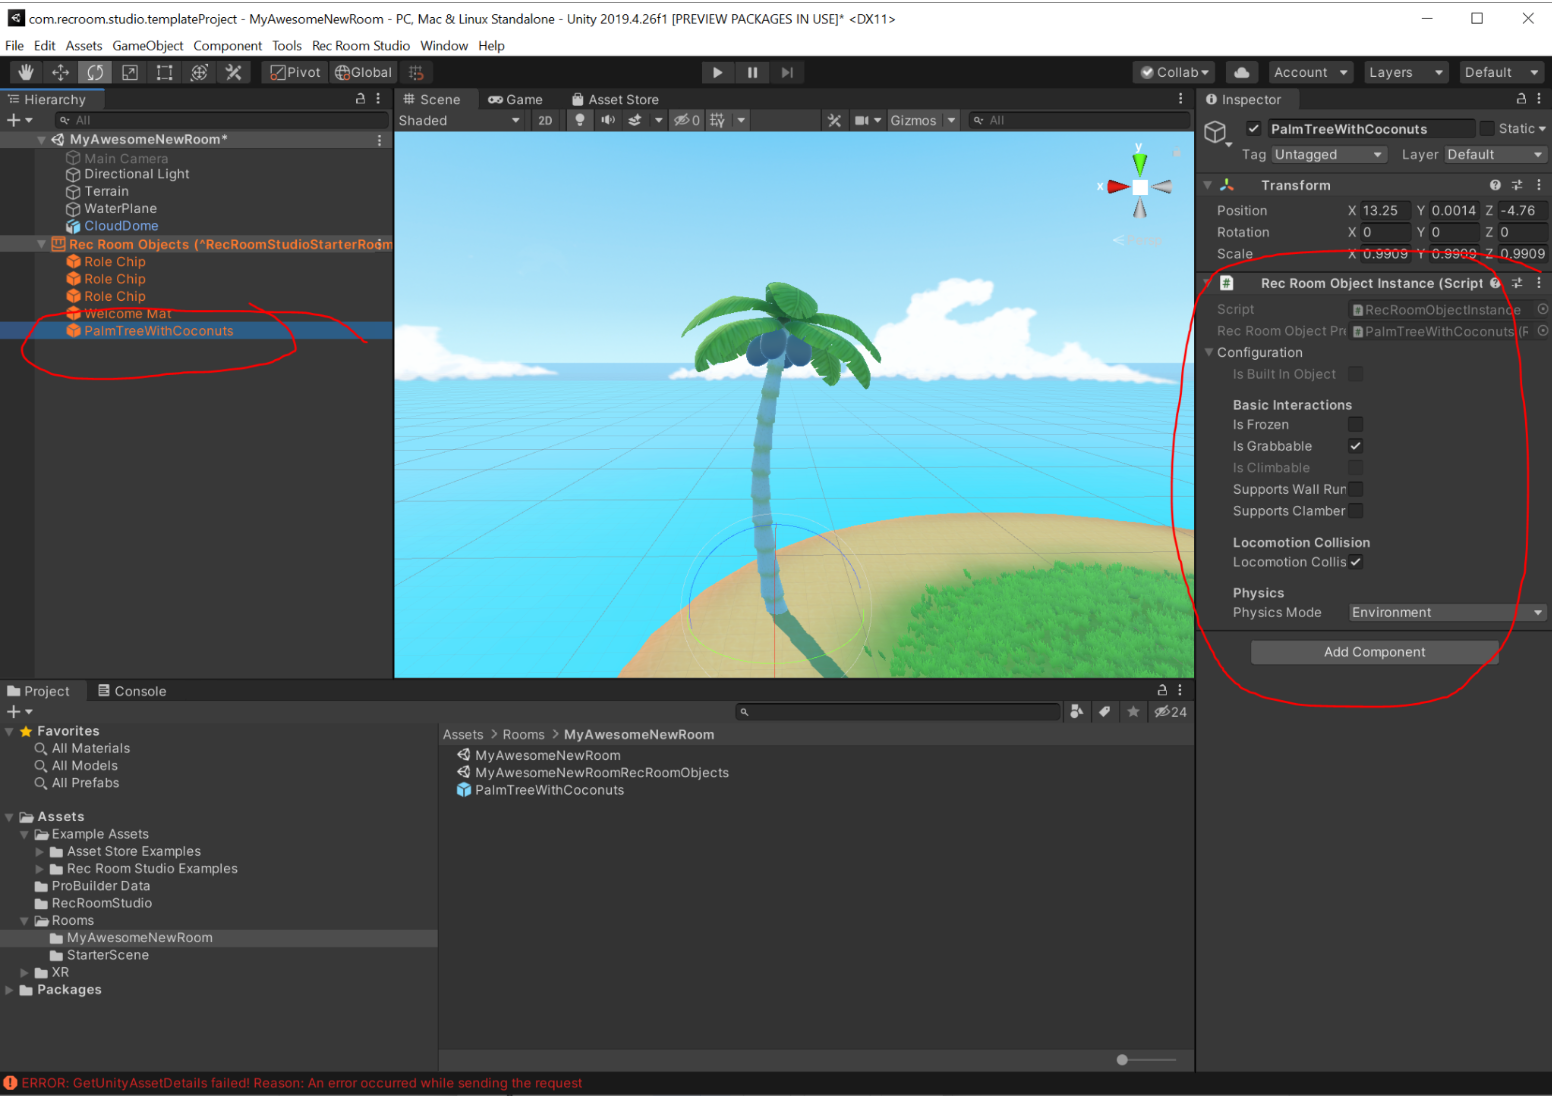 com.recroom.studio.templateProject - MyAwesomeNewRoom - PC, Mac & Linux Standalone - Unity 2019.4.26f1 [PREVIEW PACKAGES IN USE]* <DX11>
File Edit Assets GameObject Component Tools Rec Room Studio Window Help
Pivot Global Collab Account Layers Default
Hierarchy
All
MyAwesomeNewRoom*
Main Camera
Directional Light
Terrain
WaterPlane
CloudDome
Rec Room Objects (^RecRoomStudioStarterRoom
Role Chip
Role Chip
Role Chip
Welcome Mat
PalmTreeWithCoconuts
Scene Game Asset Store
Shaded 2D 0 Gizmos All
y
x
Inspector
PalmTreeWithCoconuts Static
Tag Untagged Layer Default
Transform
Position X 13.25 Y 0.0014 Z -4.76
Rotation X 0 Y 0 Z 0
Scale X 0.9909 Y 0.9909 Z 0.9909
# Rec Room Object Instance (Script
Script RecRoomObjectInstance
Rec Room Object Pre PalmTreeWithCoconuts (F
Configuration
Is Built In Object
Basic Interactions
Is Frozen
Is Grabbable
Is Climbable
Supports Wall Run
Supports Clamber
Locomotion Collision
Locomotion Collis
Physics
Physics Mode Environment
Add Component
Project Console
24
Favorites
All Materials
All Models
All Prefabs
Assets
Example Assets
Asset Store Examples
Rec Room Studio Examples
ProBuilder Data
RecRoomStudio
Rooms
MyAwesomeNewRoom
StarterScene
XR
Packages
Assets > Rooms > MyAwesomeNewRoom
MyAwesomeNewRoom
MyAwesomeNewRoomRecRoomObjects
PalmTreeWithCoconuts
ERROR: GetUnityAssetDetails failed! Reason: An error occurred while sending the request